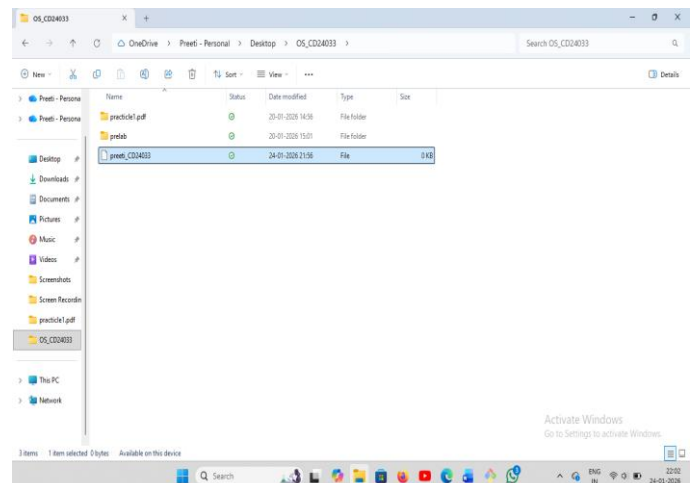 OS_CD24033
OneDrive > Preeti - Personal > Desktop > OS_CD24033 >
Search OS_CD24033
New Sort View ... Details
Name Status Date modified Type Size
practicle1.pdf 20-01-2026 14:56 File folder
prelab 20-01-2026 15:01 File folder
preeti_CD24033 24-01-2026 21:56 File 0 KB
Preeti - Persona
Preeti - Persona
Desktop
Downloads
Documents
Pictures
Music
Videos
Screenshots
Screen Recordin
practicle1.pdf
OS_CD24033
This PC
Network
Activate Windows
Go to Settings to activate Windows.
3 items 1 item selected 0 bytes Available on this device
Search
ENG
IN
22:02
24-01-2026